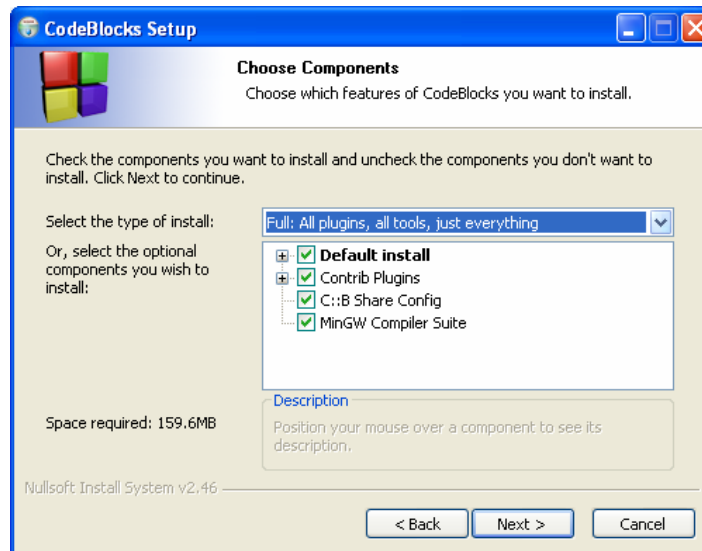 CodeBlocks Setup
Choose Components
Choose which features of CodeBlocks you want to install.
Check the components you want to install and uncheck the components you don't want to
install. Click Next to continue.
Select the type of install:
Full: All plugins, all tools, just everything
Or, select the optional
components you wish to
install:
Default install
Contrib Plugins
C::B Share Config
MinGW Compiler Suite
Space required: 159.6MB
Description
Position your mouse over a component to see its
description.
Nullsoft Install System v2.46
< Back
Next >
Cancel